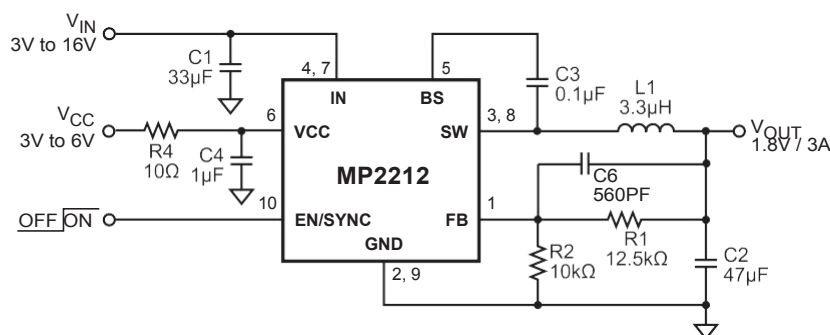 VIN
3V to 16V
C1
33µF
4, 7
5
IN
BS
C3
0.1µF
L1
3.3µH
VCC
3V to 6V
R4
10Ω
C4
1µF
6
VCC
SW
3, 8
VOUT
1.8V / 3A
MP2212
C6
560PF
OFF ON
10
EN/SYNC
FB
1
GND
2, 9
R2
10kΩ
R1
12.5kΩ
C2
47µF